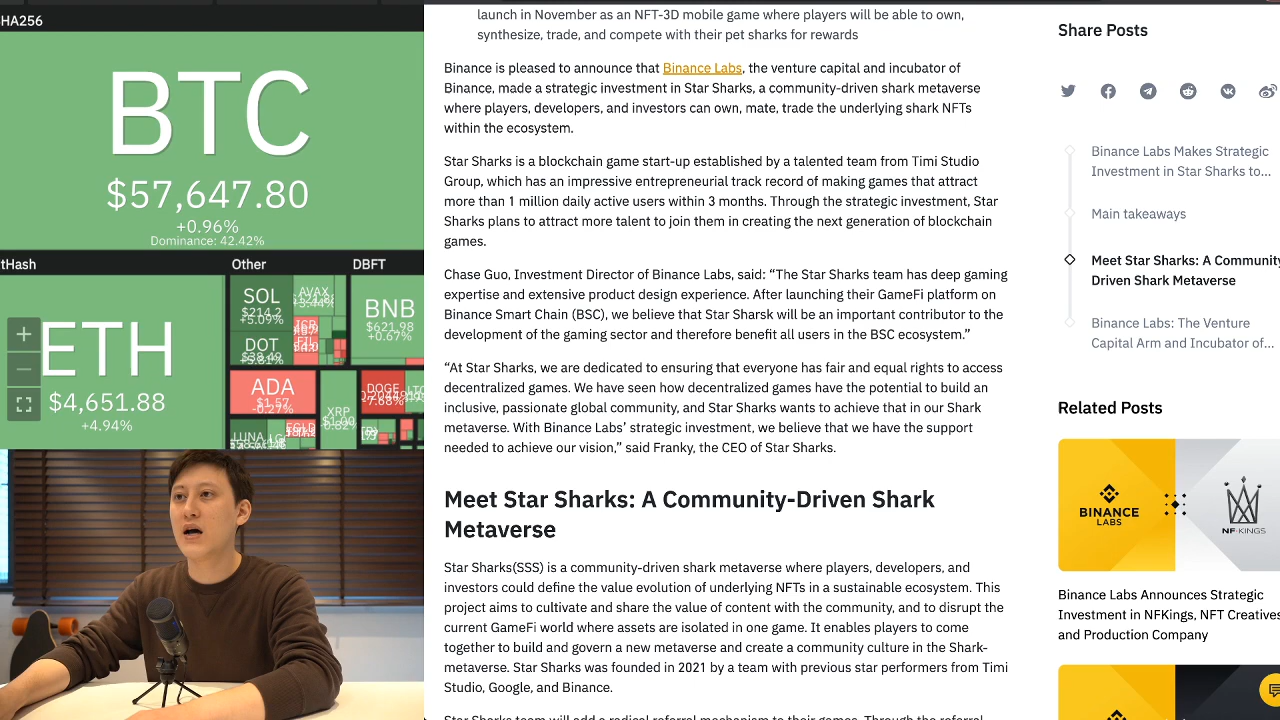 HA256
BTC
$57,647.80
+0.96%
Dominance: 42.42%
tHash
ETH
$4,651.88
+4.94%
Other
SOL
$214.2
+5.09%
AVAX
DOT
ADA
$1.57
-0.27%
XRP
DOGE
-7.68%
LUNA
DBFT
BNB
$621.98
+0.67%
launch in November as an NFT-3D mobile game where players will be able to own,
synthesize, trade, and compete with their pet sharks for rewards
Binance is pleased to announce that Binance Labs, the venture capital and incubator of
Binance, made a strategic investment in Star Sharks, a community-driven shark metaverse
where players, developers, and investors can own, mate, trade the underlying shark NFTs
within the ecosystem.
Star Sharks is a blockchain game start-up established by a talented team from Timi Studio
Group, which has an impressive entrepreneurial track record of making games that attract
more than 1 million daily active users within 3 months. Through the strategic investment, Star
Sharks plans to attract more talent to join them in creating the next generation of blockchain
games.
Chase Guo, Investment Director of Binance Labs, said: “The Star Sharks team has deep gaming
expertise and extensive product design experience. After launching their GameFi platform on
Binance Smart Chain (BSC), we believe that Star Sharsk will be an important contributor to the
development of the gaming sector and therefore benefit all users in the BSC ecosystem.”
“At Star Sharks, we are dedicated to ensuring that everyone has fair and equal rights to access
decentralized games. We have seen how decentralized games have the potential to build an
inclusive, passionate global community, and Star Sharks wants to achieve that in our Shark
metaverse. With Binance Labs’ strategic investment, we believe that we have the support
needed to achieve our vision,” said Franky, the CEO of Star Sharks.
Meet Star Sharks: A Community-Driven Shark
Metaverse
Star Sharks(SSS) is a community-driven shark metaverse where players, developers, and
investors could define the value evolution of underlying NFTs in a sustainable ecosystem. This
project aims to cultivate and share the value of content with the community, and to disrupt the
current GameFi world where assets are isolated in one game. It enables players to come
together to build and govern a new metaverse and create a community culture in the Shark-
metaverse. Star Sharks was founded in 2021 by a team with previous star performers from Timi
Studio, Google, and Binance.
Star Sharks team will add a radical referral mechanism to their games. Through the referral
Share Posts
Binance Labs Makes Strategic
Investment in Star Sharks to...
Main takeaways
Meet Star Sharks: A Community
Driven Shark Metaverse
Binance Labs: The Venture
Capital Arm and Incubator of...
Related Posts
BINANCE
LABS
NF·KINGS
Binance Labs Announces Strategic
Investment in NFKings, NFT Creatives
and Production Company